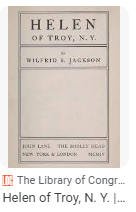 HELEN
OF TROY, N. Y.
BY
WILFRID S. JACKSON
JOHN LANE THE BODLEY HEAD
NEW YORK & LONDON MCMIV
The Library of Congr...
Helen of Troy, N. Y. |...